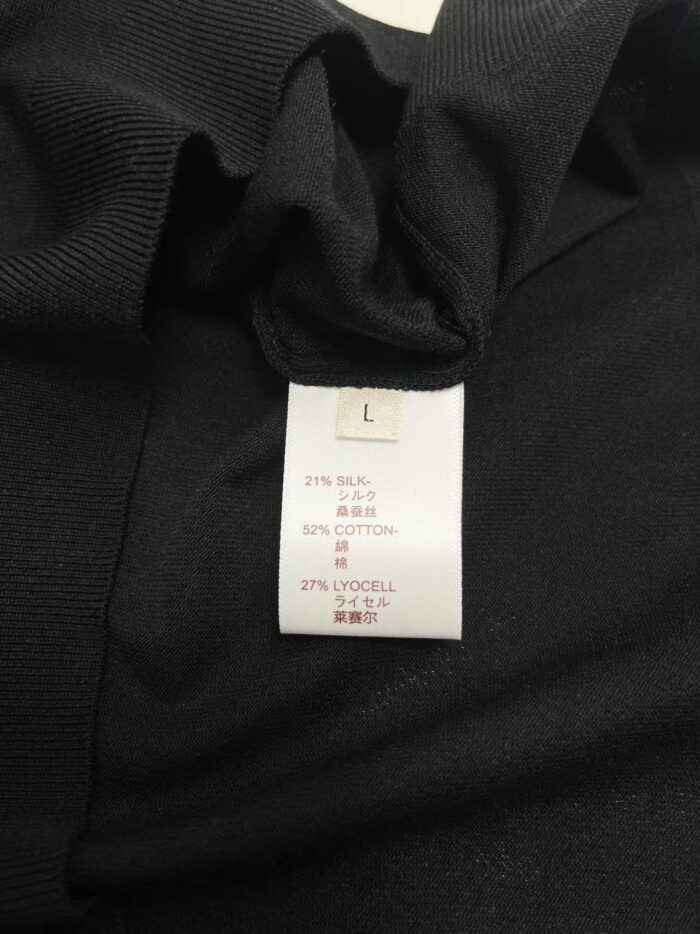 L
21% SILK-
シルク
桑蚕丝
52% COTTON-
綿
棉
27% LYOCELL
ライセル
莱赛尔